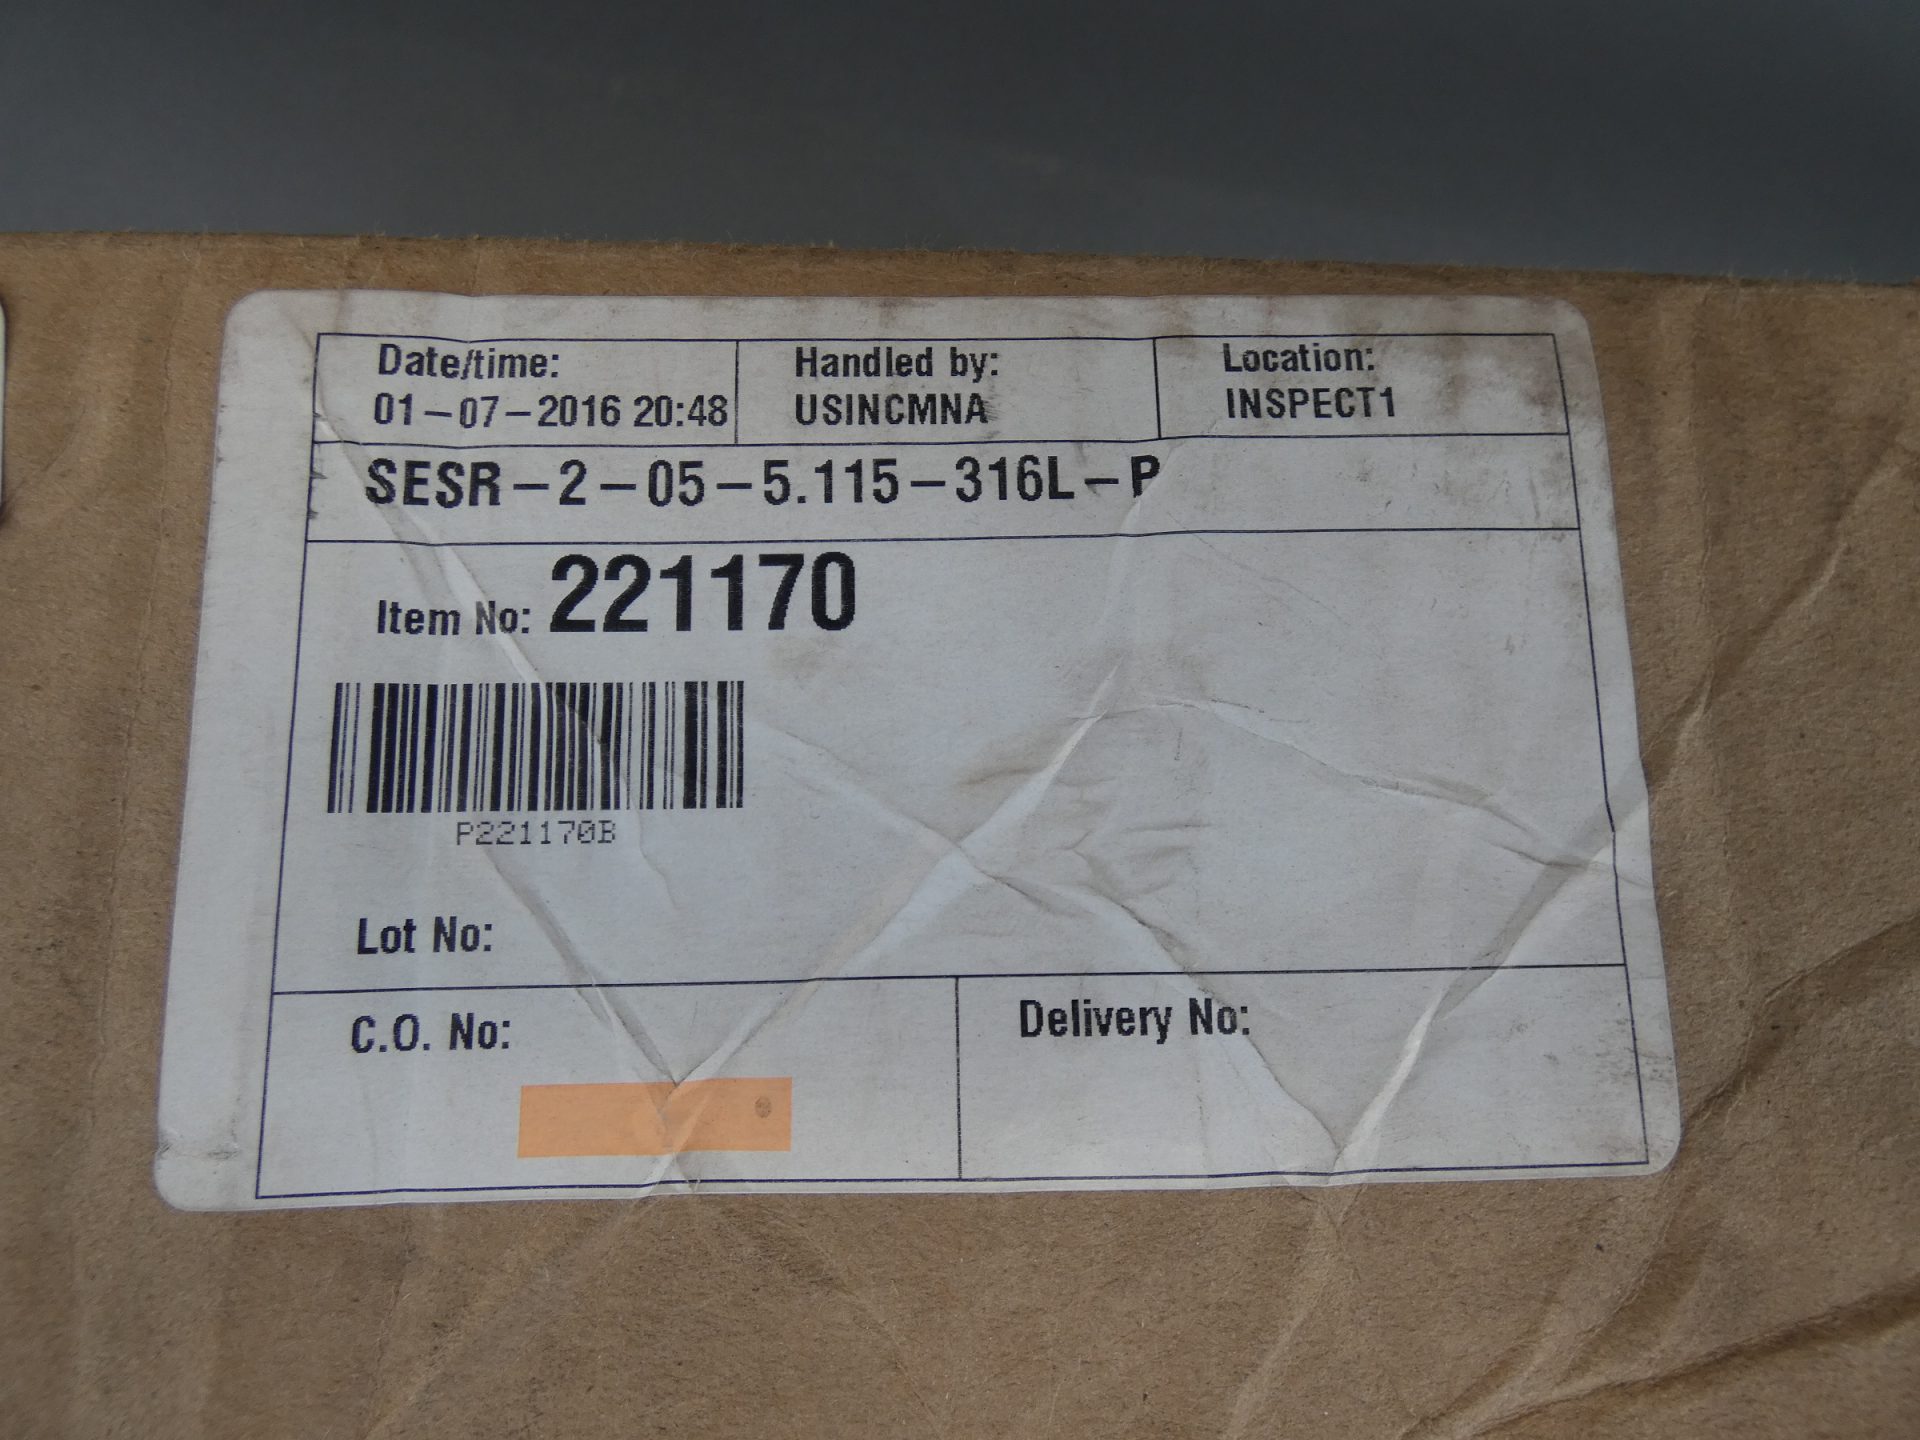 Date/time: Handled by: Location:
01-07-2016 20:48 USINCMNA INSPECT1
SESR-2-05-5.115-316L-P
Item No: 221170
P221170B
Lot No:
C.O. No: Delivery No: